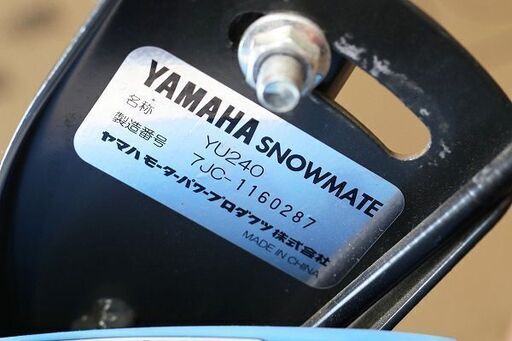 YAMAHA SNOWMATE
名称 YU240
製造番号 7JC-1160287
ヤマハモーターパワープロダクツ株式会社
MADE IN CHINA